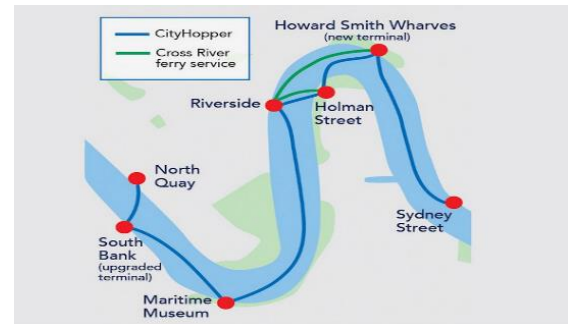 CityHopper
Cross River
ferry service
Howard Smith Wharves
(new terminal)
Riverside
Holman
Street
North
Quay
South
Bank
(upgraded
terminal)
Sydney
Street
Maritime
Museum